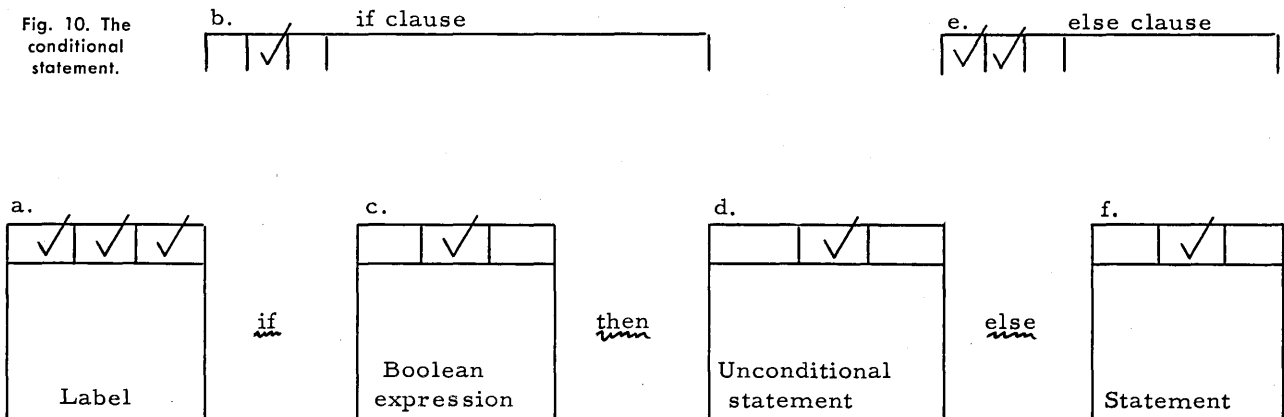 Fig. 10. The
conditional
statement.
b. if clause
e. else clause
a.
c.
d.
f.
if
then
else
Label
Boolean
expression
Unconditional
statement
Statement